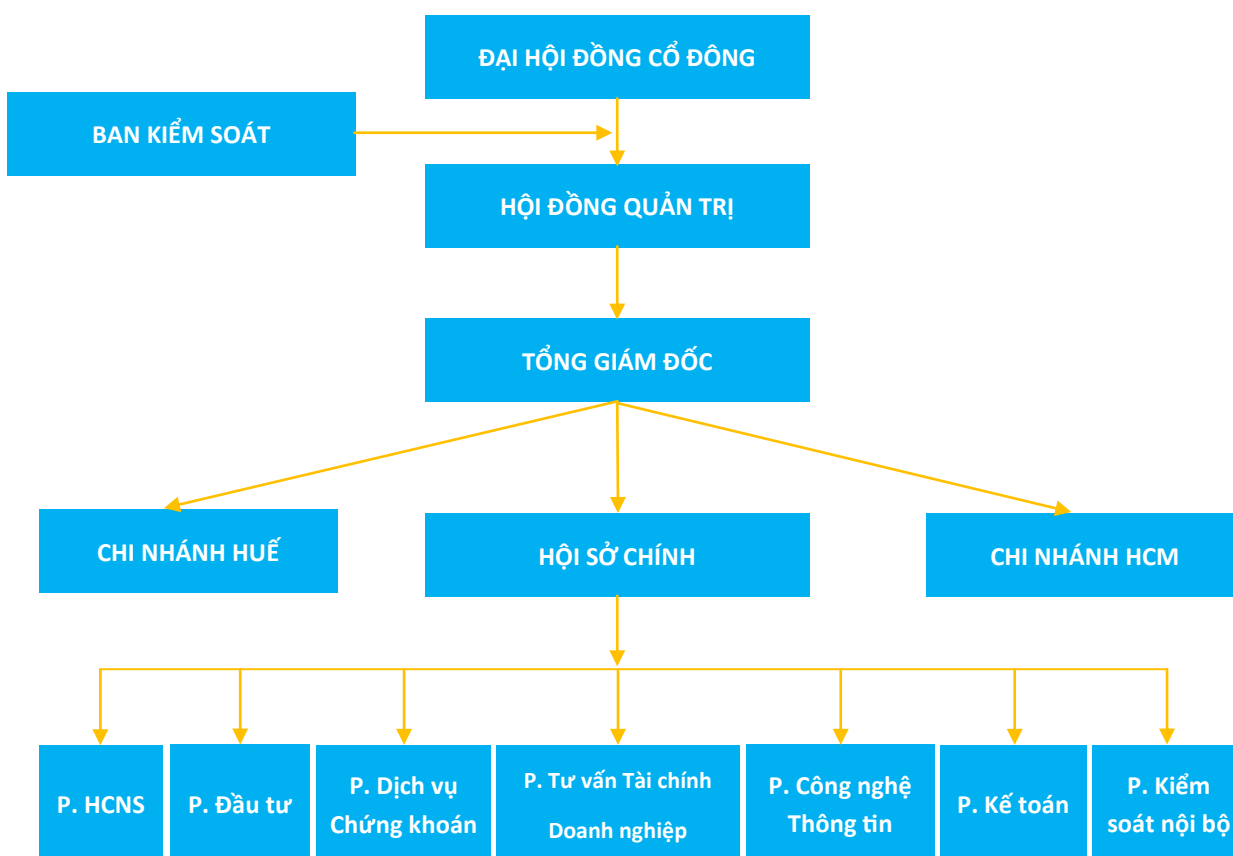 ĐẠI HỘI ĐỒNG CỔ ĐÔNG
BAN KIỂM SOÁT
HỘI ĐỒNG QUẢN TRỊ
TỔNG GIÁM ĐỐC
CHI NHÁNH HUẾ
HỘI SỞ CHÍNH
CHI NHÁNH HCM
P. HCNS
P. Đầu tư
P. Dịch vụ
Chứng khoán
P. Tư vấn Tài chính
Doanh nghiệp
P. Công nghệ
Thông tin
P. Kế toán
P. Kiểm
soát nội bộ